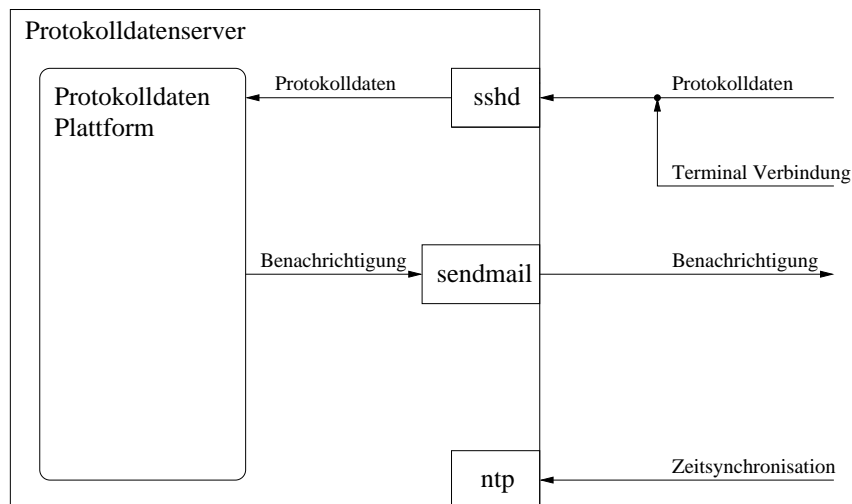 Protokolldatenserver
Protokolldaten
Plattform
Protokolldaten
sshd
Protokolldaten
Terminal Verbindung
Benachrichtigung
sendmail
Benachrichtigung
ntp
Zeitsynchronisation